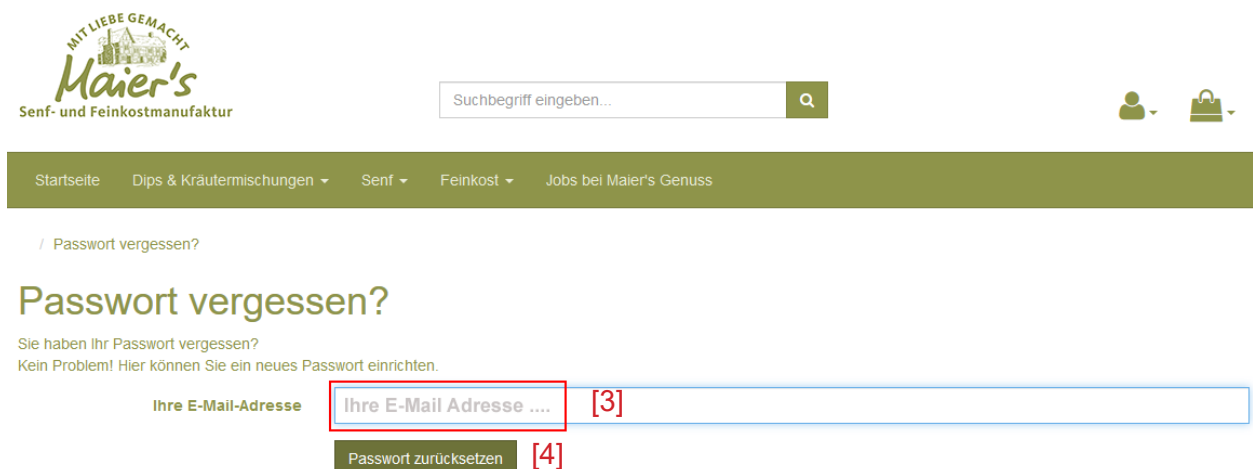 MIT LIEBE GEMACHT
Maier's
Senf- und Feinkostmanufaktur
Suchbegriff eingeben...
Startseite Dips & Kräutermischungen Senf Feinkost Jobs bei Maier's Genuss
/ Passwort vergessen?
Passwort vergessen?
Sie haben Ihr Passwort vergessen?
Kein Problem! Hier können Sie ein neues Passwort einrichten.
Ihre E-Mail-Adresse Ihre E-Mail Adresse .... [3]
Passwort zurücksetzen [4]